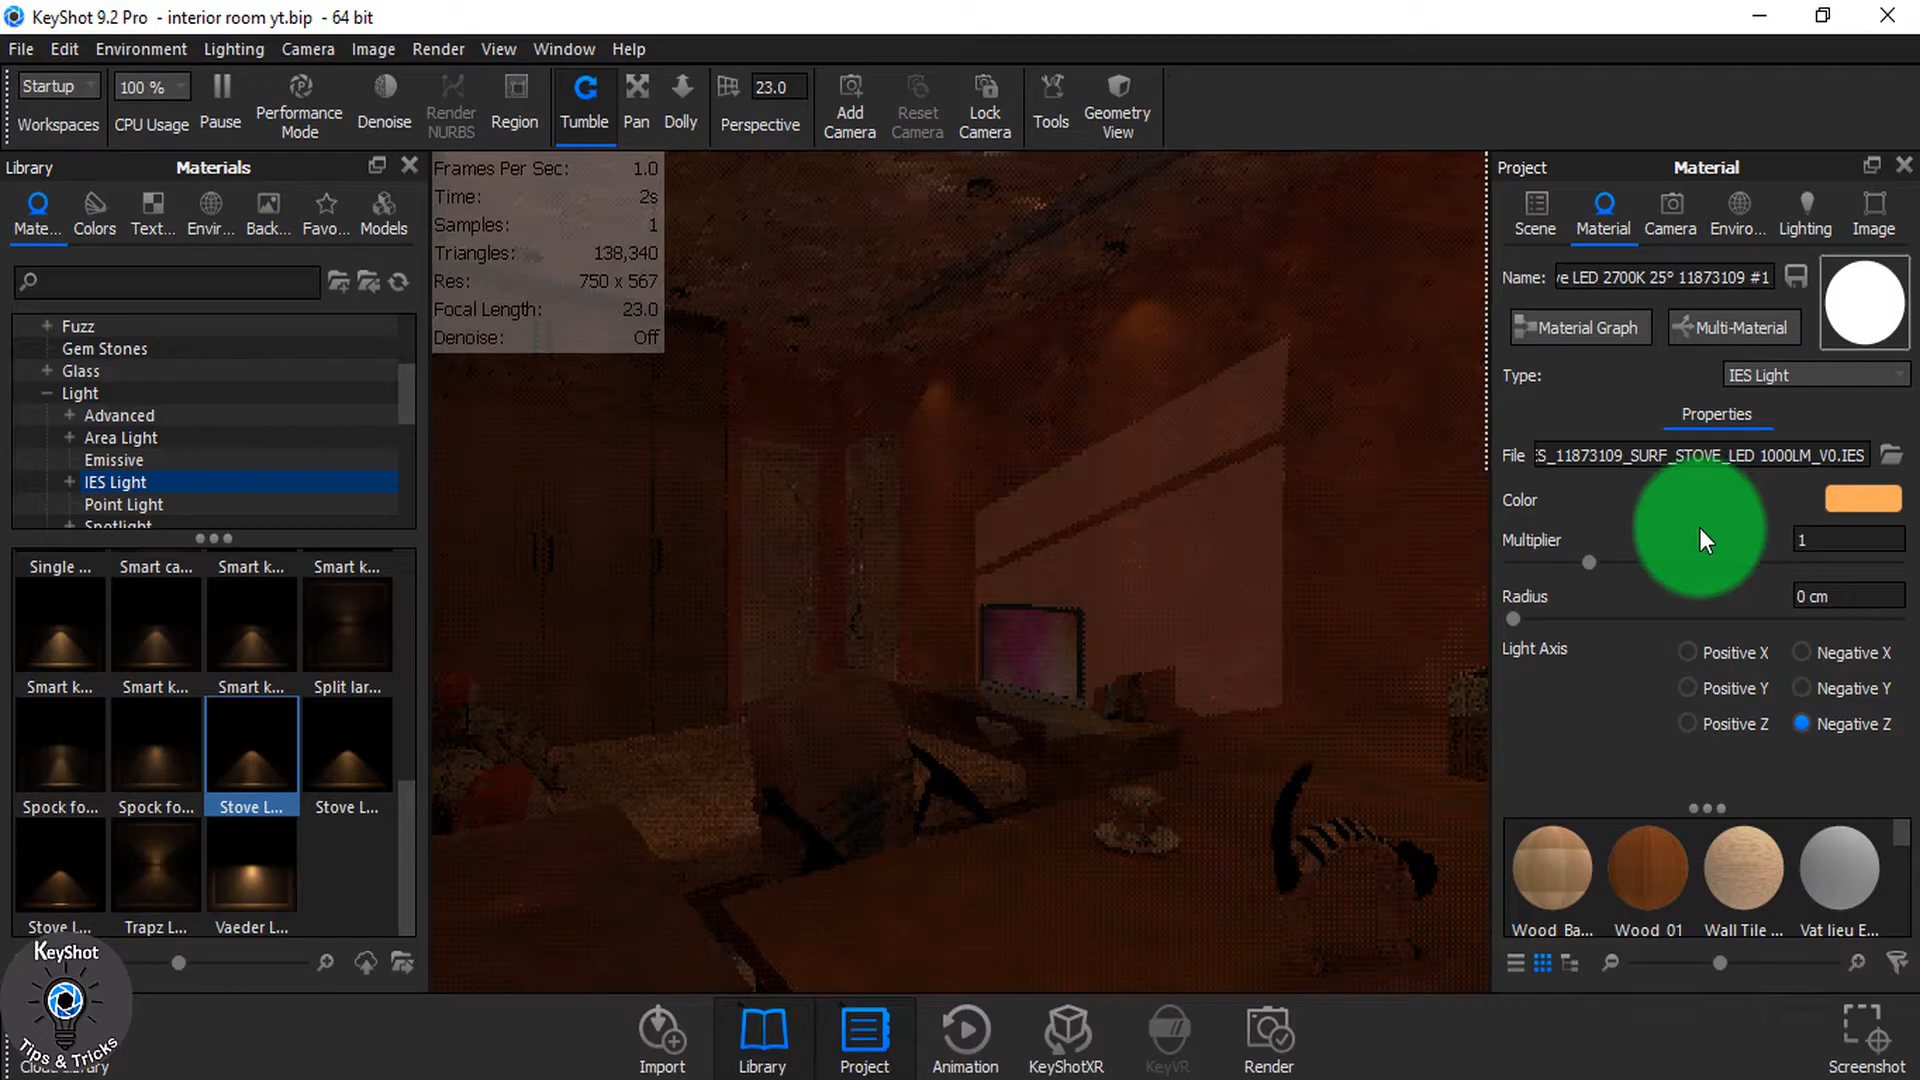 KeyShot 9.2 Pro - interior room yt.bip - 64 bit
File Edit Environment Lighting Camera Image Render View Window Help
Startup
100 %
23.0
Workspaces
CPU Usage
Pause
Performance Mode
Denoise
Render NURBS
Region
Tumble
Pan
Dolly
Perspective
Add Camera
Reset Camera
Lock Camera
Tools
Geometry View
Library
Materials
Mate... Colors Text... Envir... Back... Favo... Models
Fuzz
Gem Stones
Glass
Light
Advanced
Area Light
Emissive
IES Light
Point Light
Spotlight
Single ... Smart ca... Smart k... Smart k...
Smart k... Smart k... Smart k... Split lar...
Spock fo... Spock fo... Stove L... Stove L...
Stove L... Trapz L... Vaeder L...
KeyShot
Tips & Tricks
Frames Per Sec: 1.0
Time: 2s
Samples: 1
Triangles: 138,340
Res: 750 x 567
Focal Length: 23.0
Denoise: Off
Project
Material
Scene Material Camera Enviro... Lighting Image
Name: ve LED 2700K 25° 11873109 #1
Material Graph
Multi-Material
Type: IES Light
Properties
File ES_11873109_SURF_STOVE_LED 1000LM_V0.IES
Color
Multiplier 1
Radius 0 cm
Light Axis
Positive X Negative X
Positive Y Negative Y
Positive Z Negative Z
Wood_Ba... Wood_01 Wall Tile ... Vat lieu E...
Import
Library
Project
Animation
KeyShotXR
KeyVR
Render
Screenshot